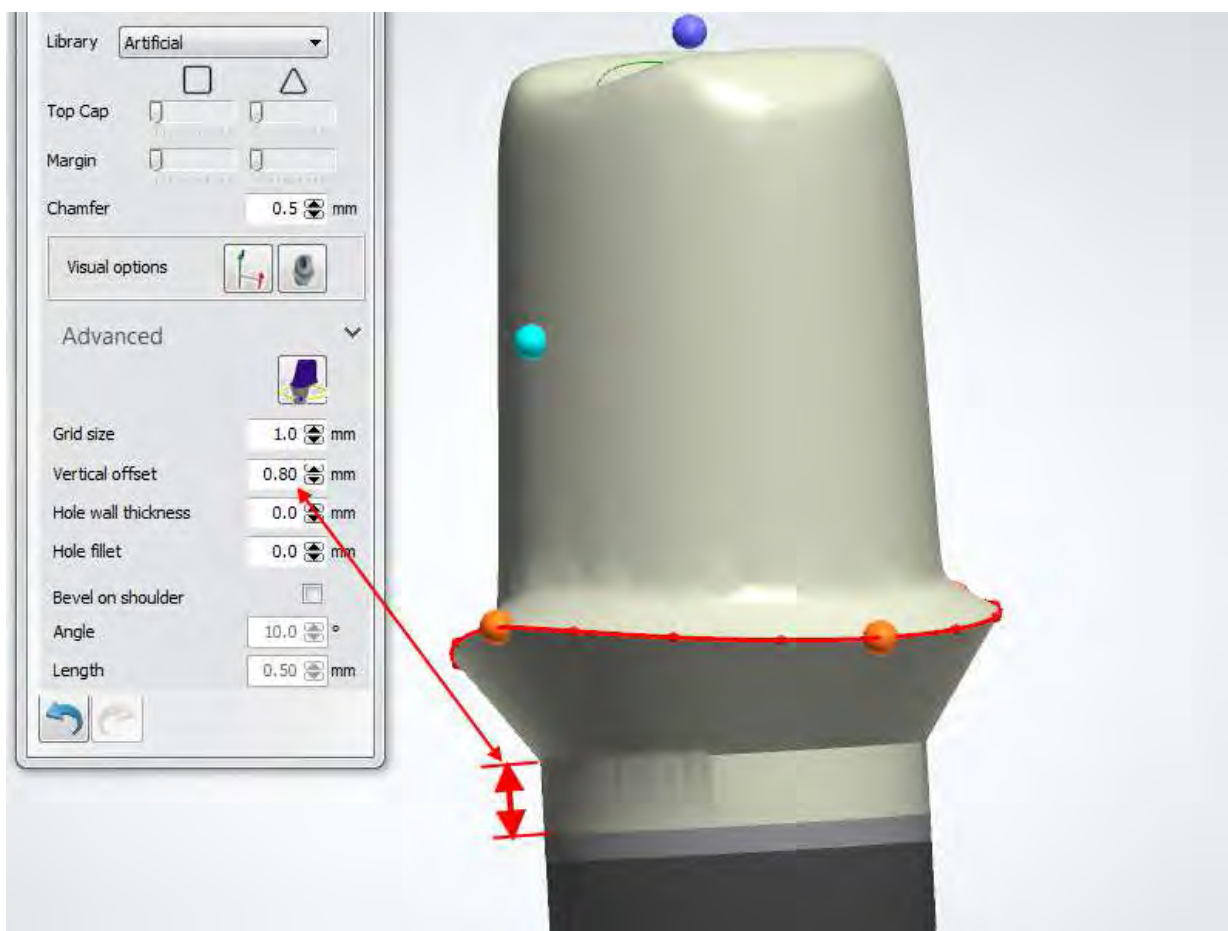 Library Artificial
Top Cap
Margin
Chamfer 0.5 mm
Visual options
Advanced
Grid size 1.0 mm
Vertical offset 0.80 mm
Hole wall thickness 0.0 mm
Hole fillet 0.0 mm
Bevel on shoulder
Angle 10.0 °
Length 0.50 mm